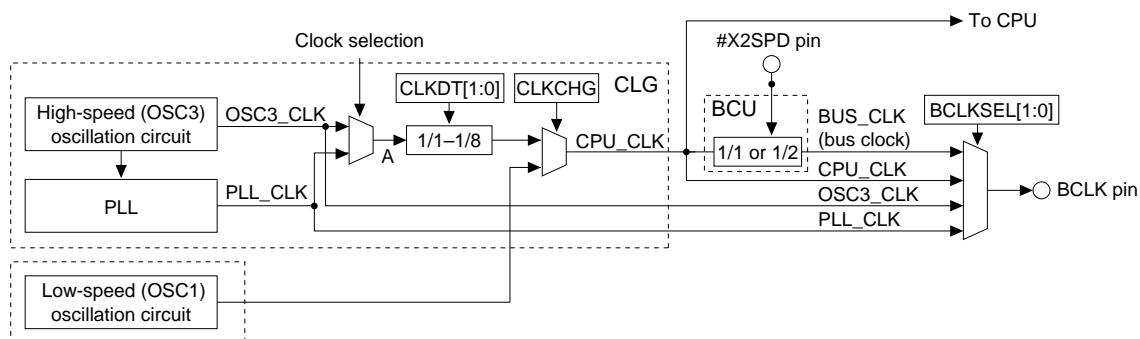 To CPU
#X2SPD pin
Clock selection
CLKDT[1:0]
CLKCHG
CLG
BCU
BUS_CLK
(bus clock)
BCLKSEL[1:0]
High-speed (OSC3)
oscillation circuit
OSC3_CLK
A
1/1–1/8
CPU_CLK
1/1 or 1/2
CPU_CLK
OSC3_CLK
PLL_CLK
BCLK pin
PLL
PLL_CLK
Low-speed (OSC1)
oscillation circuit